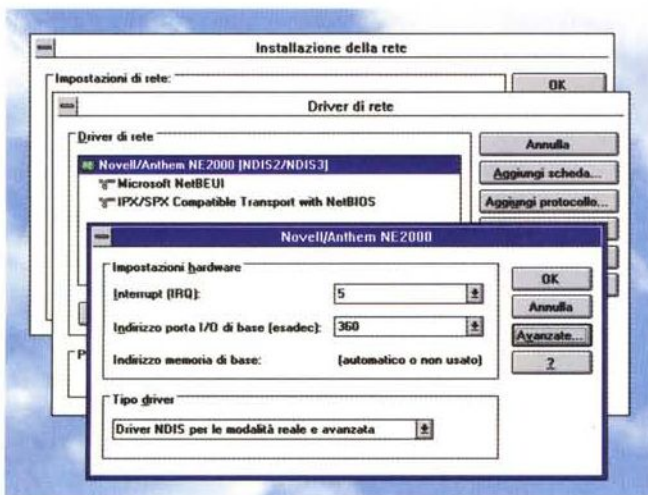 Installazione della rete
Impostazioni di rete:
OK
Driver di rete
Driver di rete
Novell/Anthem NE2000 [NDIS2/NDIS3]
Microsoft NetBEUI
IPX/SPX Compatible Transport with NetBIOS
Annulla
Aggiungi scheda...
Aggiungi protocollo...
Novell/Anthem NE2000
Impostazioni hardware
Interrupt (IRQ):
5
Indirizzo porta I/O di base (esadec):
360
Indirizzo memoria di base:
(automatico o non usato)
OK
Annulla
Avanzate...
?
Tipo driver
Driver NDIS per le modalità reale e avanzata